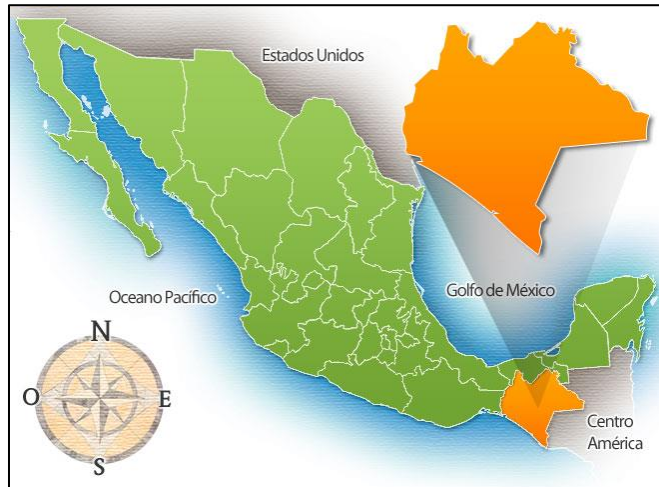 Estados Unidos
Oceano Pacífico
Golfo de México
N
O
E
S
Centro
América